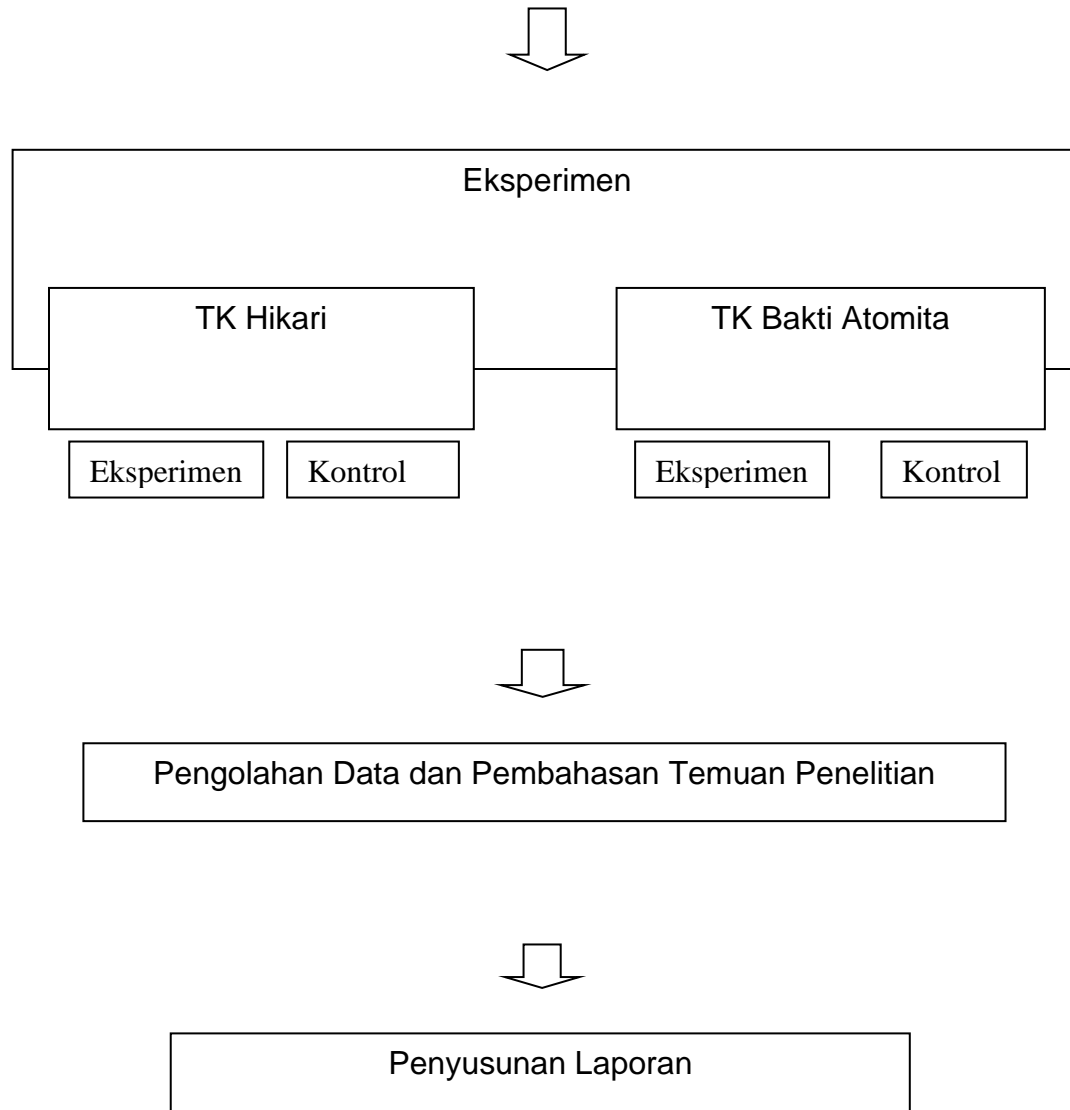 Eksperimen
TK Hikari
TK Bakti Atomita
Eksperimen
Kontrol
Eksperimen
Kontrol
Pengolahan Data dan Pembahasan Temuan Penelitian
Penyusunan Laporan